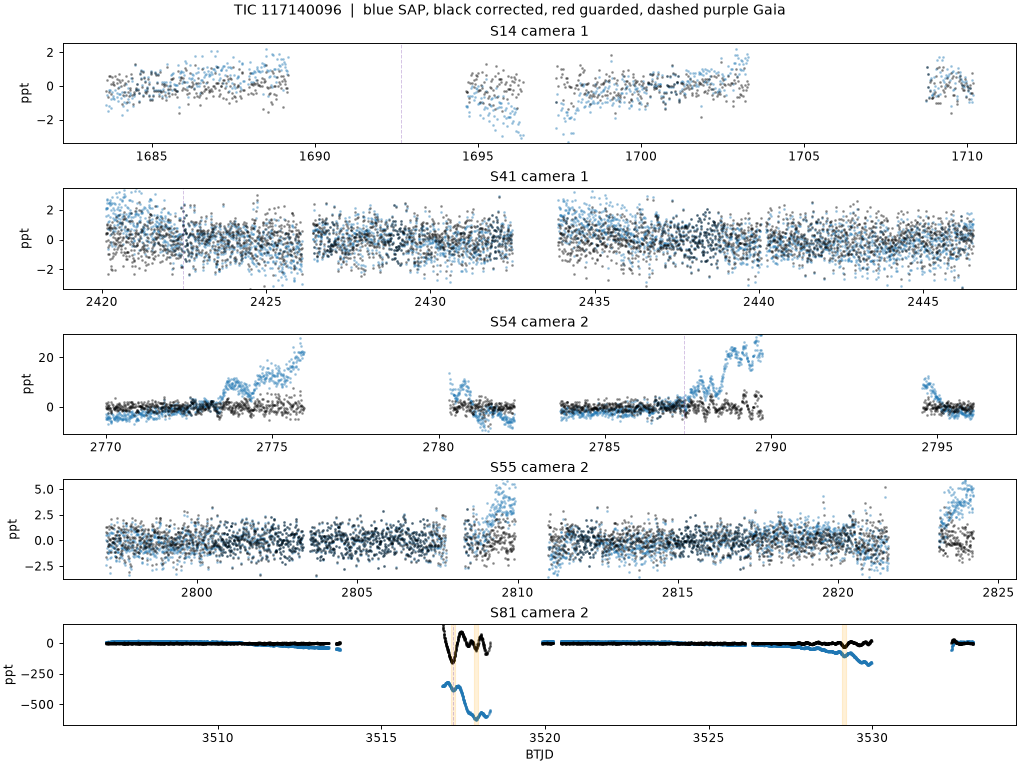 TIC 117140096 | blue SAP, black corrected, red guarded, dashed purple Gaia
S14 camera 1
ppt
2
0
−2
1685 1690 1695 1700 1705 1710
S41 camera 1
ppt
2
0
−2
2420 2425 2430 2435 2440 2445
S54 camera 2
ppt
20
0
2770 2775 2780 2785 2790 2795
S55 camera 2
ppt
5.0
2.5
0.0
−2.5
2800 2805 2810 2815 2820 2825
S81 camera 2
ppt
0
−250
−500
3510 3515 3520 3525 3530
BTJD